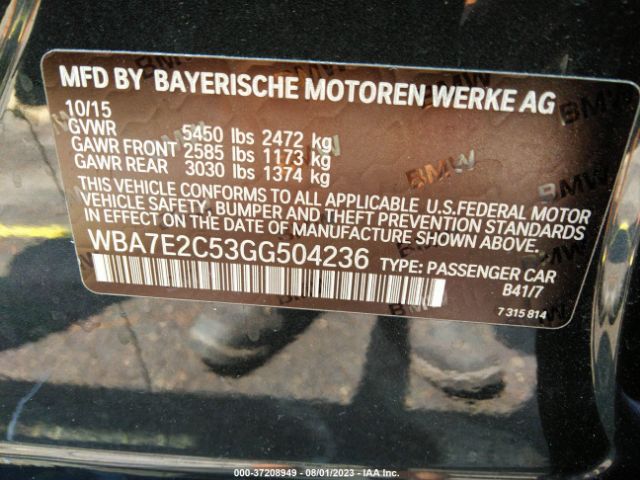 MFD BY BAYERISCHE MOTOREN WERKE AG
10/15
GVWR 5450 lbs 2472 kg
GAWR FRONT 2585 lbs 1173 kg
GAWR REAR 3030 lbs 1374 kg
THIS VEHICLE CONFORMS TO ALL APPLICABLE U.S.FEDERAL MOTOR
VEHICLE SAFETY, BUMPER AND THEFT PREVENTION STANDARDS
IN EFFECT ON THE DATE OF MANUFACTURE SHOWN ABOVE.
WBA7E2C53GG504236 TYPE: PASSENGER CAR
B41/7
7 315 814
BMW
BMW
BMW
000-37208949 - 08/01/2023 - IAA Inc.